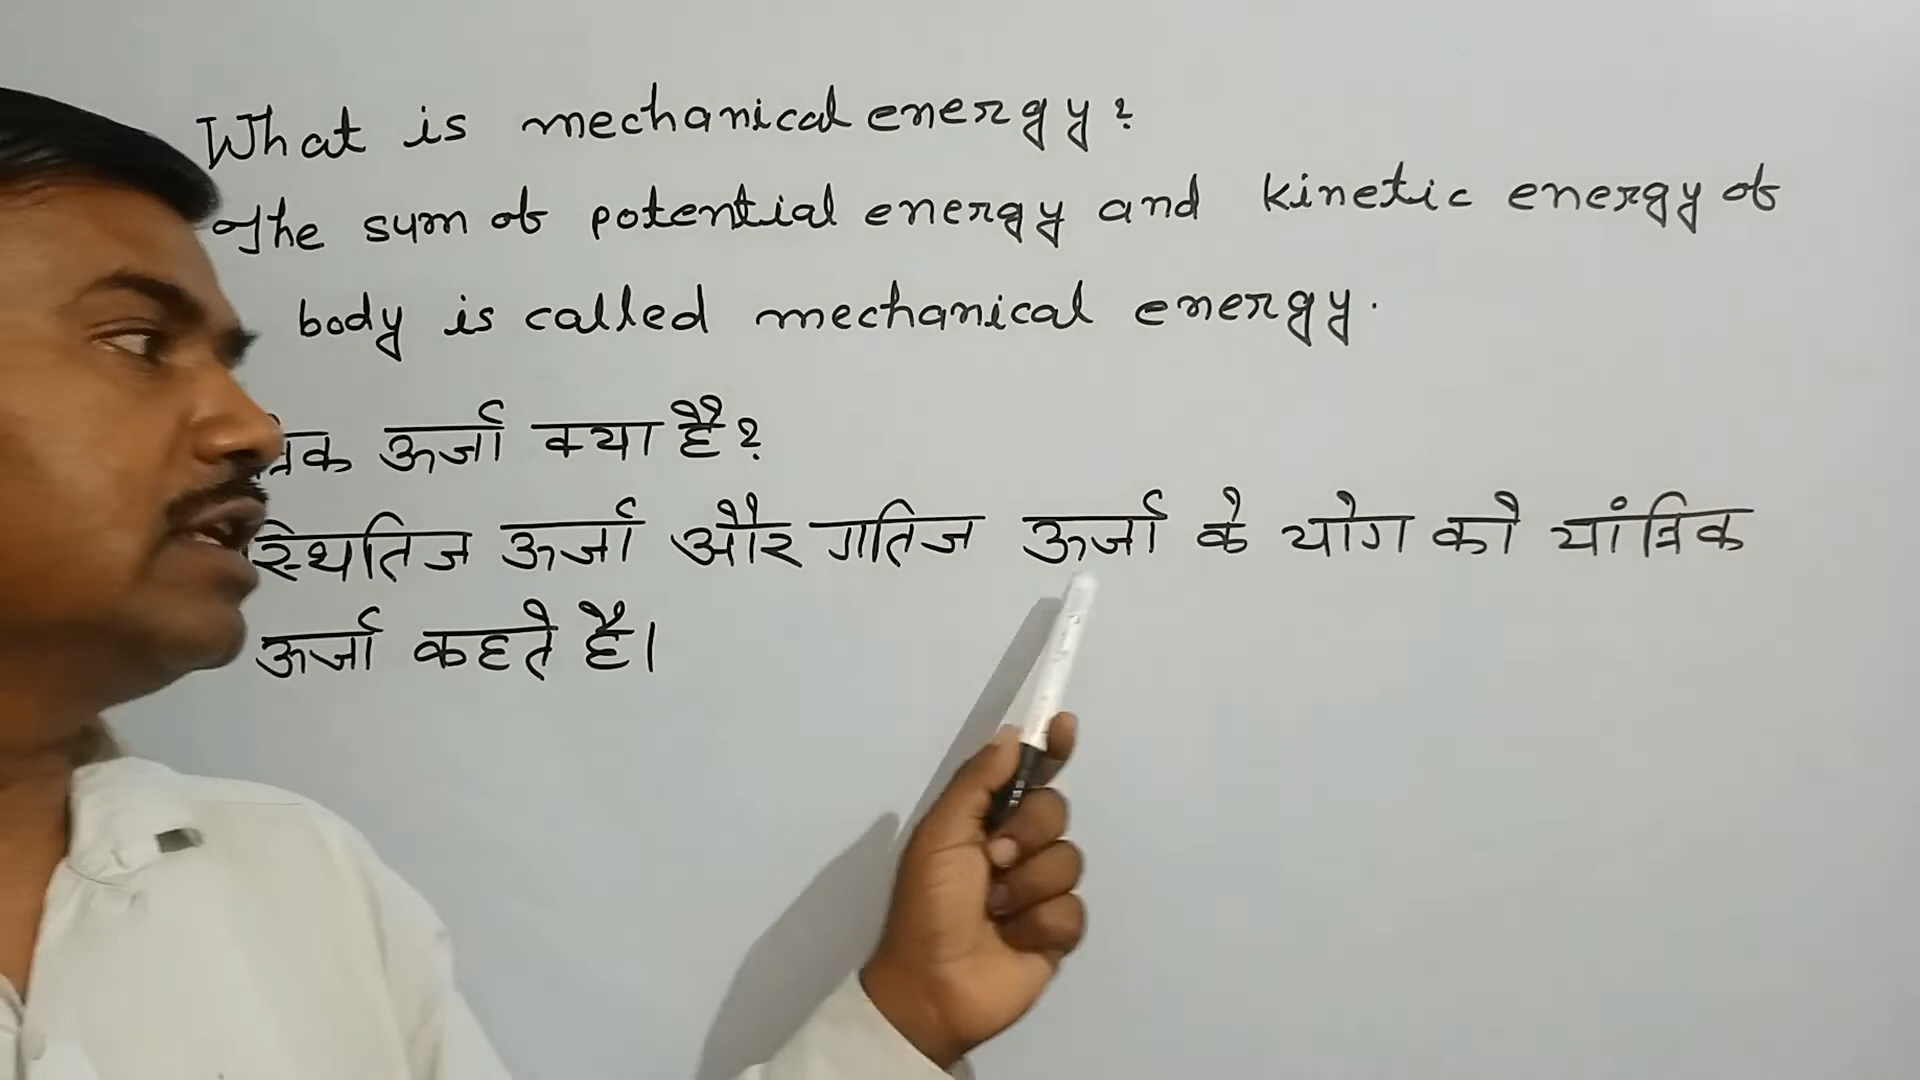 What is mechanical energy?
The sum of potential energy and kinetic energy of
body is called mechanical energy.
ऊर्जा क्या है?
स्थितिज ऊर्जा और गतिज ऊर्जा के योग को यांत्रिक
ऊर्जा कहते हैं।